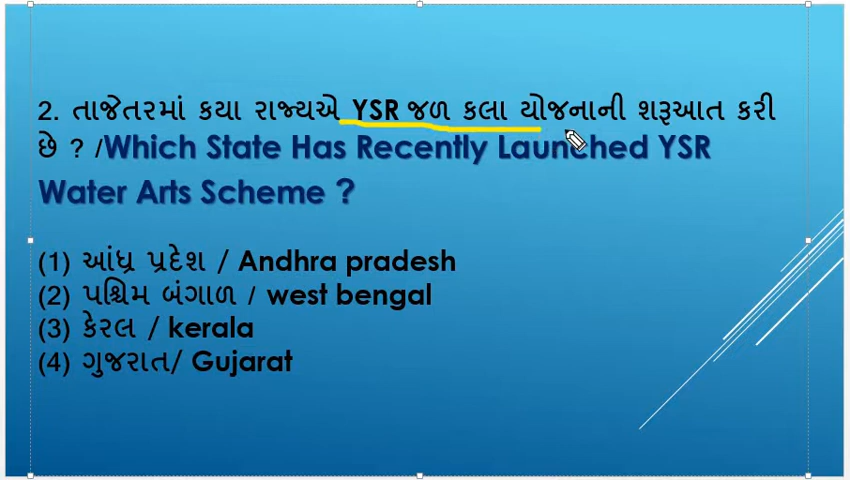 2. તાજેતરમાં કયા રાજ્યએ YSR જળ કલા યોજનાની શરૂઆત કરી
છે ? /Which State Has Recently Launched YSR
Water Arts Scheme ?
(1) આંધ્ર પ્રદેશ / Andhra pradesh
(2) પશ્ચિમ બંગાળ / west bengal
(3) કેરલ / kerala
(4) ગુજરાત/ Gujarat